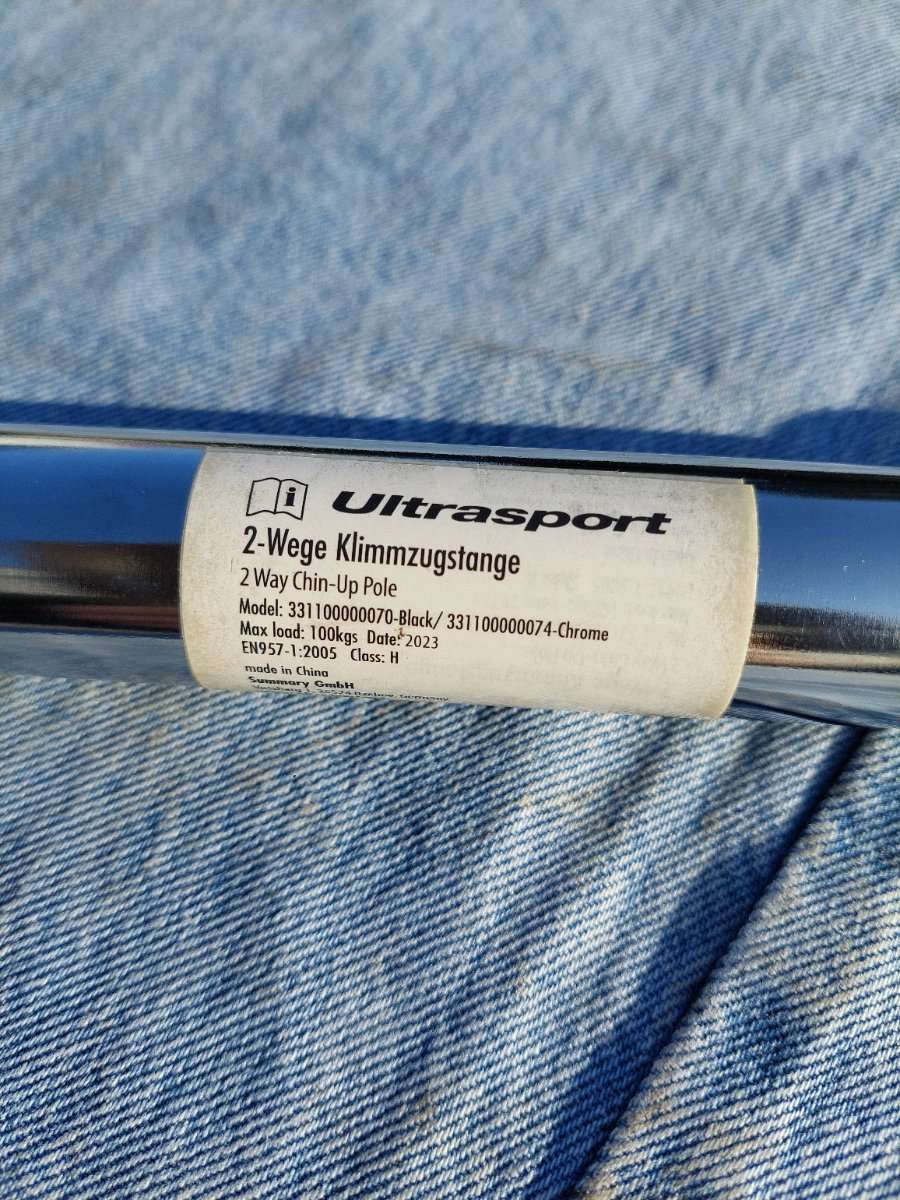 i Ultrasport
2-Wege Klimmzugstange
2 Way Chin-Up Pole
Model: 331100000070-Black/ 331100000074-Chrome
Max load: 100kgs Date: 2023
EN957-1:2005 Class: H
made in China
Summary GmbH
Germany